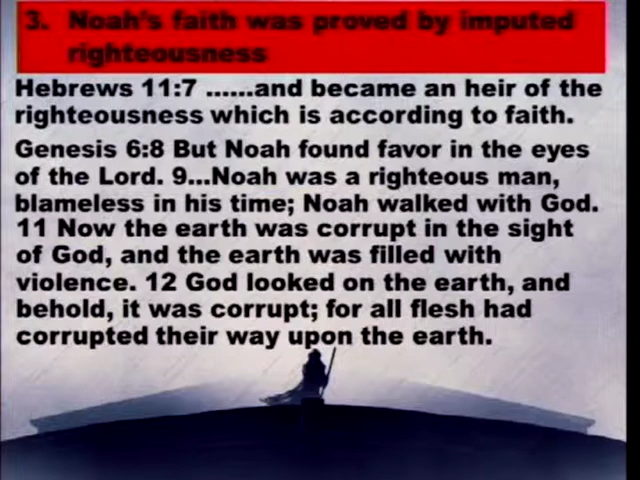 3. Noah's faith was proved by imputed
righteousness
Hebrews 11:7 ......and became an heir of the
righteousness which is according to faith.
Genesis 6:8 But Noah found favor in the eyes
of the Lord. 9...Noah was a righteous man,
blameless in his time; Noah walked with God.
11 Now the earth was corrupt in the sight
of God, and the earth was filled with
violence. 12 God looked on the earth, and
behold, it was corrupt; for all flesh had
corrupted their way upon the earth.